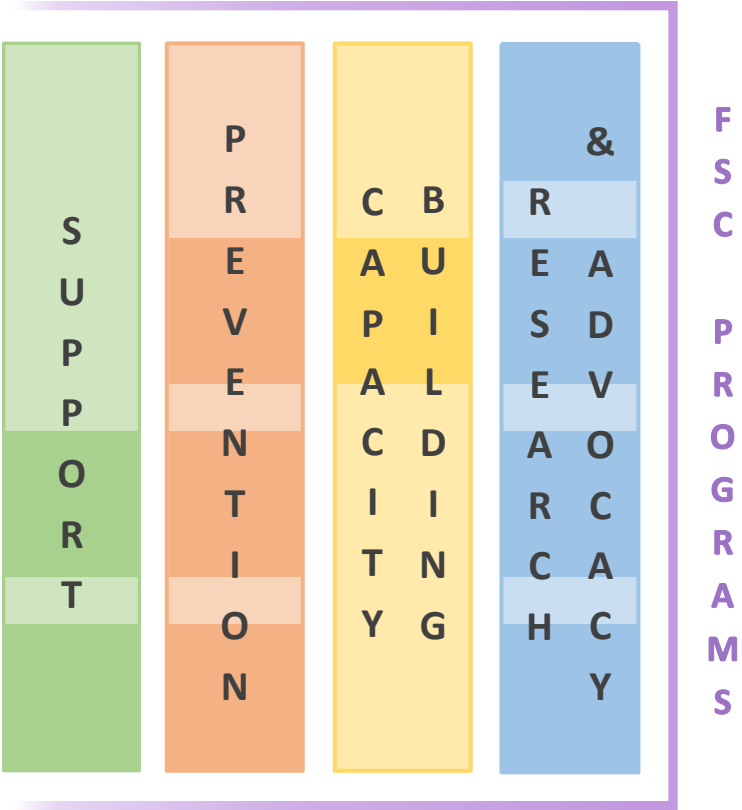 SUPPORT
PREVENTION
CAPACITY
BUILDING
RESEARCH
& ADVOCACY
FSC PROGRAMS